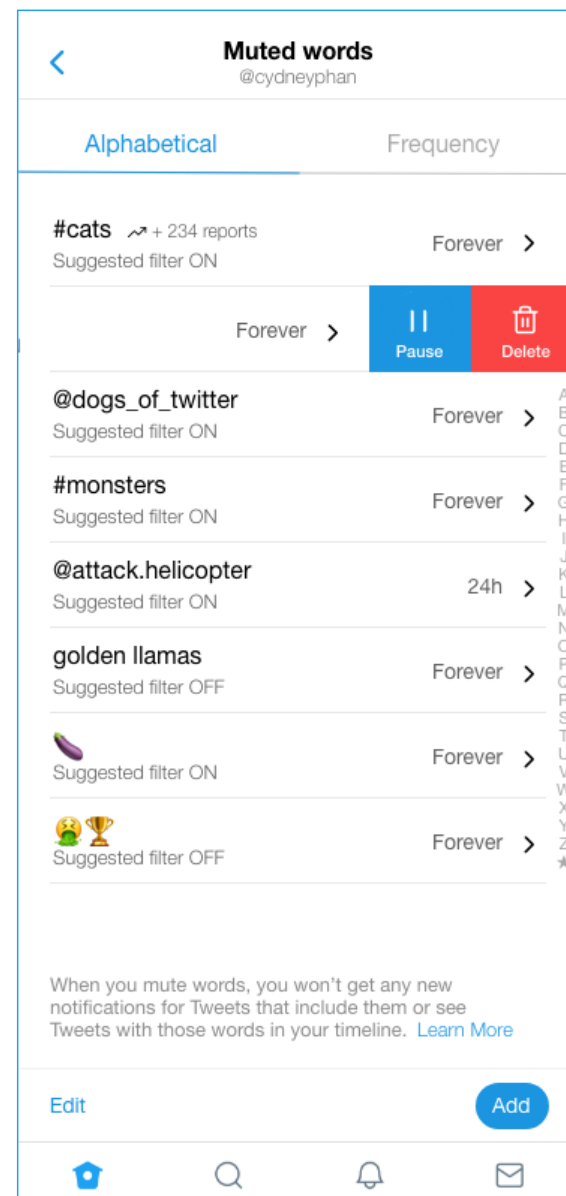 Muted words
@cydneyphan
Alphabetical Frequency
#cats + 234 reports
Suggested filter ON
Forever
Forever
Pause
Delete
@dogs_of_twitter
Suggested filter ON
Forever
#monsters
Suggested filter ON
Forever
@attack.helicopter
Suggested filter ON
24h
golden llamas
Suggested filter OFF
Forever
🍆
Suggested filter ON
Forever
🤮🏆
Suggested filter OFF
Forever
A
B
C
D
E
F
G
H
I
J
K
L
M
N
O
P
Q
R
S
T
U
V
W
X
Y
Z
★
When you mute words, you won’t get any new
notifications for Tweets that include them or see
Tweets with those words in your timeline. Learn More
Edit
Add